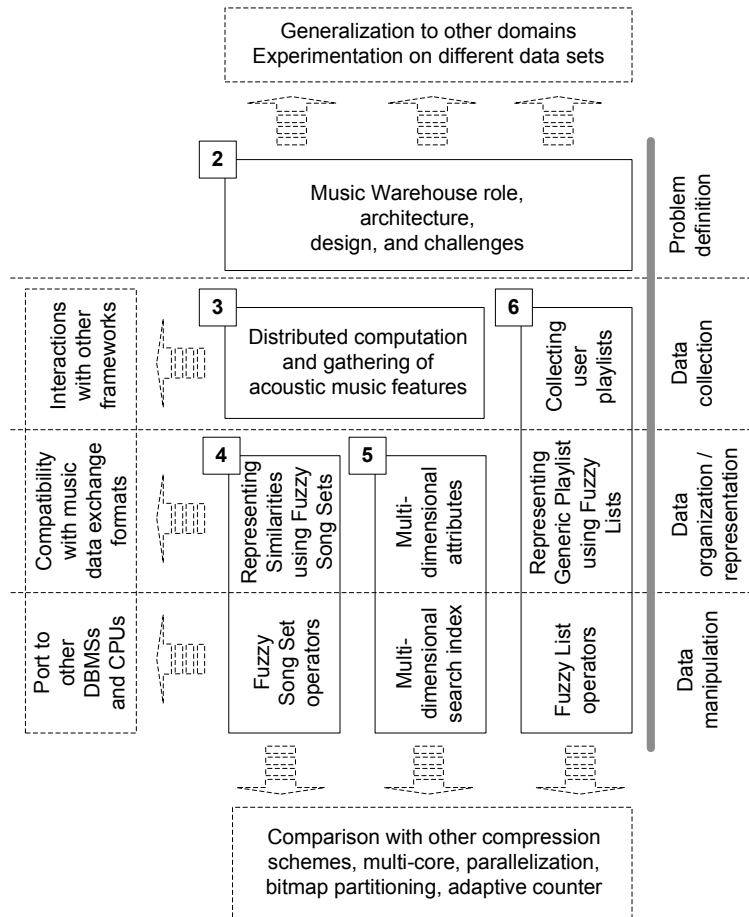 Generalization to other domains
Experimentation on different data sets
2
Music Warehouse role,
architecture,
design, and challenges
Problem
definition
Interactions
with other
frameworks
3
Distributed computation
and gathering of
acoustic music features
6
Collecting
user
playlists
Data
collection
Compatibility
with music
data exchange
formats
4
Representing
Similarities
using Fuzzy
Song Sets
5
Multi-
dimensional
attributes
Representing
Generic Playlist
using Fuzzy
Lists
Data
organization /
representation
Port to
other
DBMSs
and CPUs
Fuzzy
Song Set
operators
Multi-
dimensional
search index
Fuzzy List
operators
Data
manipulation
Comparison with other compression
schemes, multi-core, parallelization,
bitmap partitioning, adaptive counter